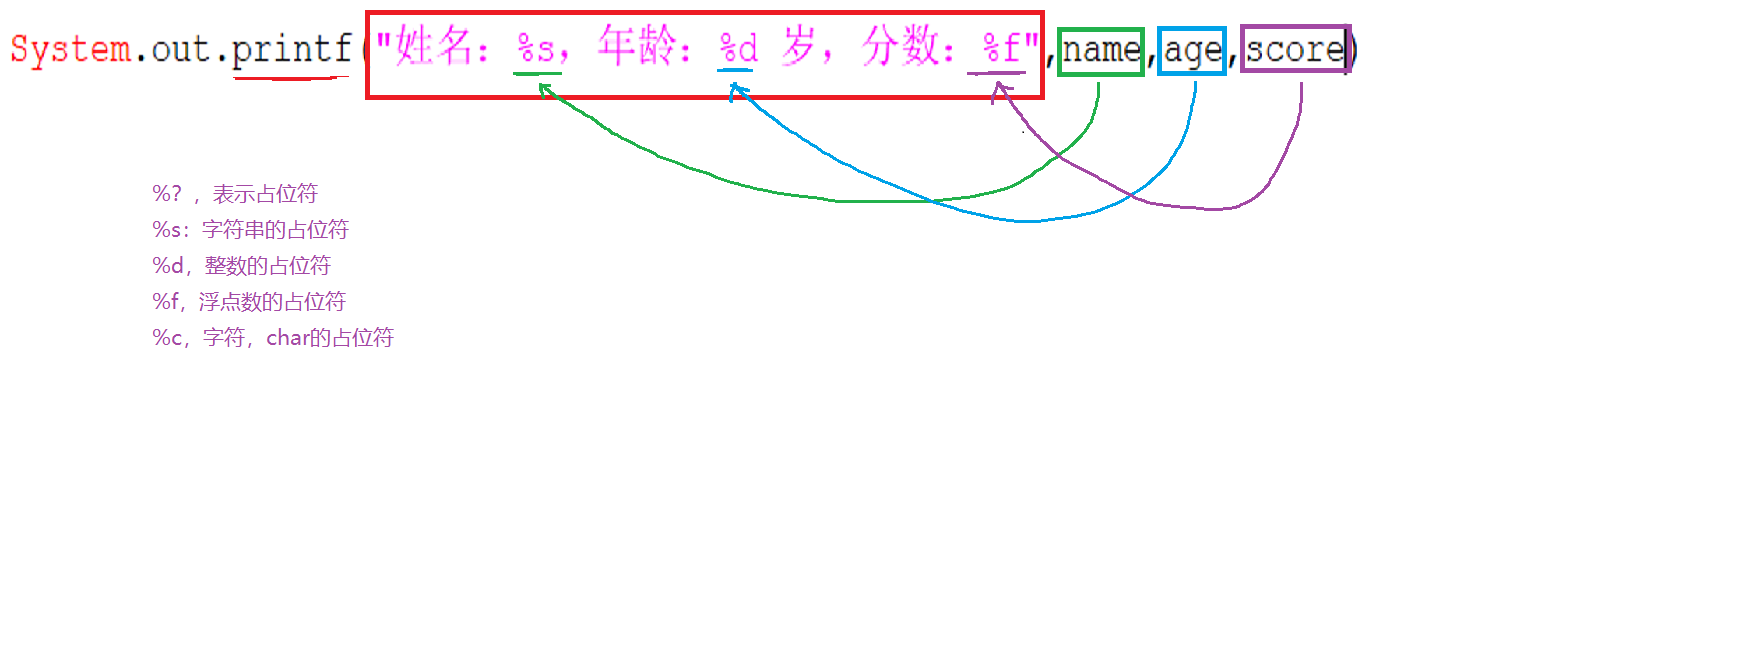 System.out.printf("姓名：%s，年龄：%d 岁，分数：%f",name,age,score)
%？，表示占位符
%s：字符串的占位符
%d，整数的占位符
%f，浮点数的占位符
%c，字符，char的占位符